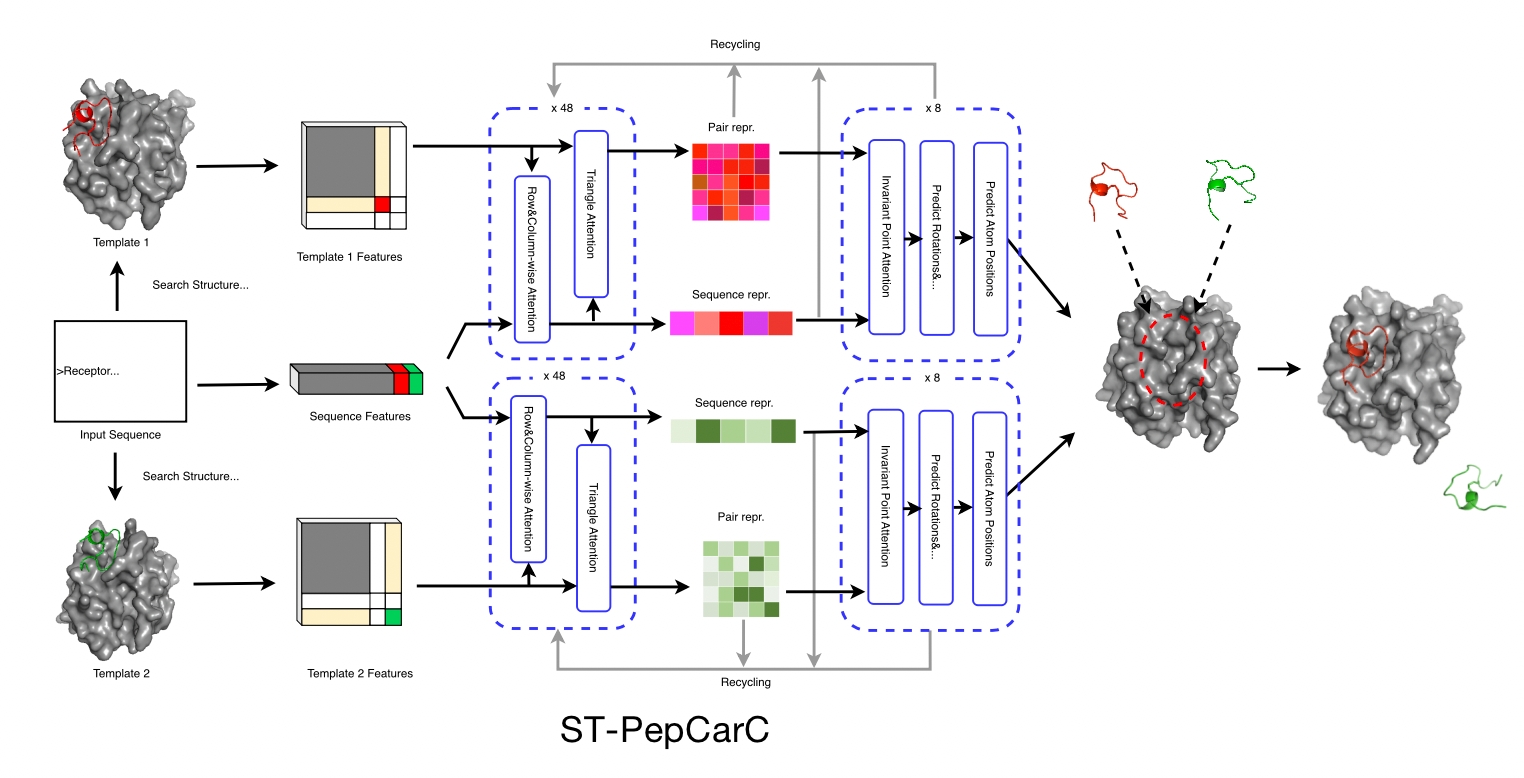 Recycling
x 48
x 8
Pair repr.
Template 1
Template 1 Features
Row&Column-wise Attention
Triangle Attention
Invariant Point Attention
Predict Rotations&...
Predict Atom Positions
Search Structure...
Sequence repr.
>Receptor...
Input Sequence
Sequence Features
x 48
x 8
Sequence repr.
Row&Column-wise Attention
Triangle Attention
Invariant Point Attention
Predict Rotations&...
Predict Atom Positions
Search Structure...
Pair repr.
Template 2
Template 2 Features
Recycling
ST-PepCarC